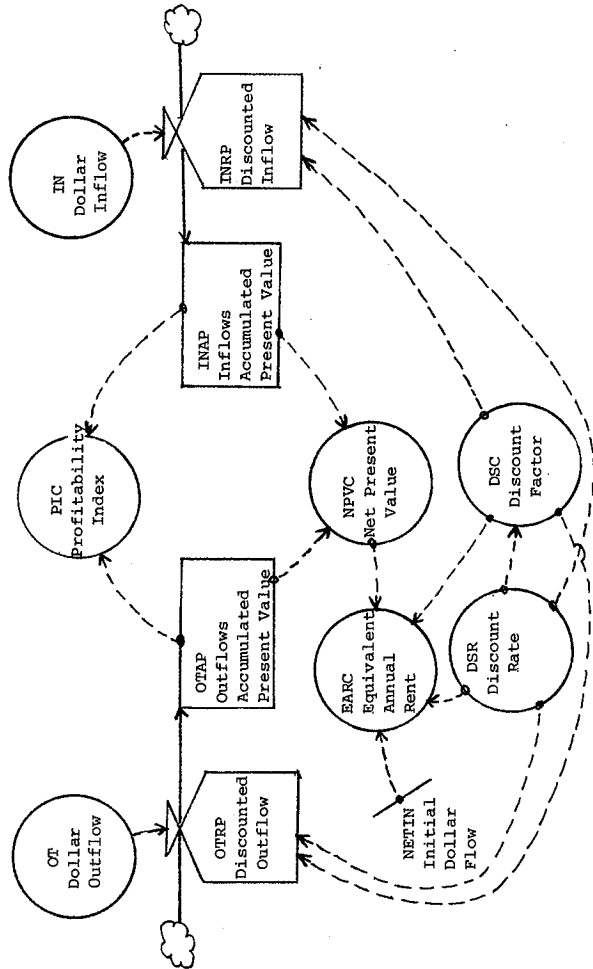 OT
Dollar
Outflow
OTRP
Discounted
Outflow
OTAP
Outflows
Accumulated
Present Value
PIC
Profitability
Index
INAP
Inflows
Accumulated
Present Value
IN
Dollar
Inflow
INRP
Discounted
Inflow
NETIN
Initial
Dollar
Flow
EARC
Equivalent
Annual
Rent
NPVC
Net Present
Value
DSR
Discount
Rate
DSC
Discount
Factor